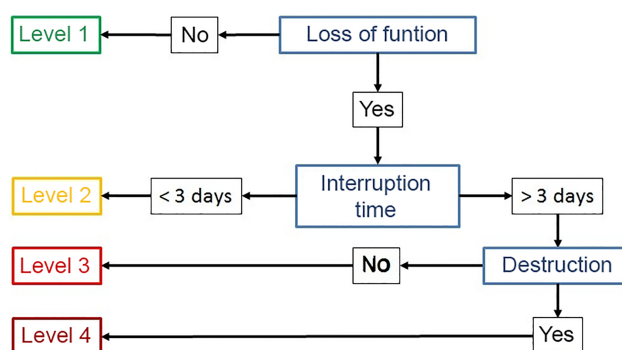 Level 1
No
Loss of funtion
Yes
Level 2
< 3 days
Interruption
time
> 3 days
Level 3
No
Destruction
Level 4
Yes